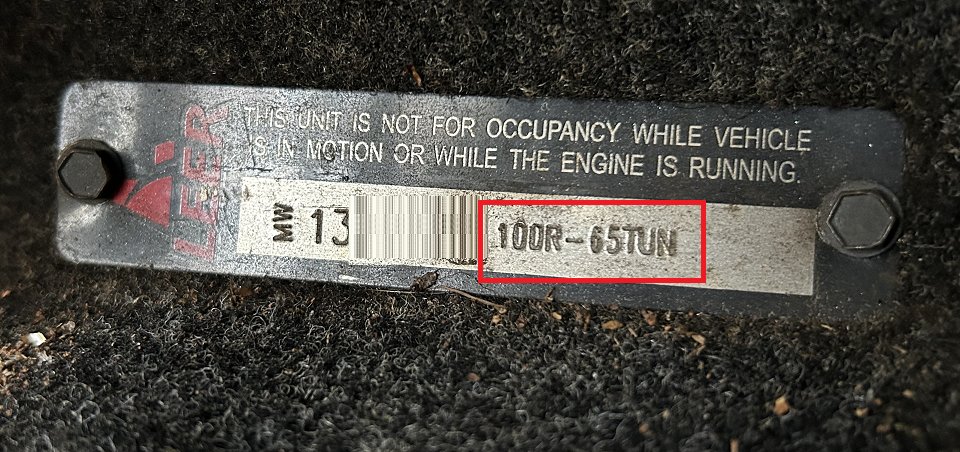 LEER
THIS UNIT IS NOT FOR OCCUPANCY WHILE VEHICLE
IS IN MOTION OR WHILE THE ENGINE IS RUNNING.
MW 13 100R-65TUN